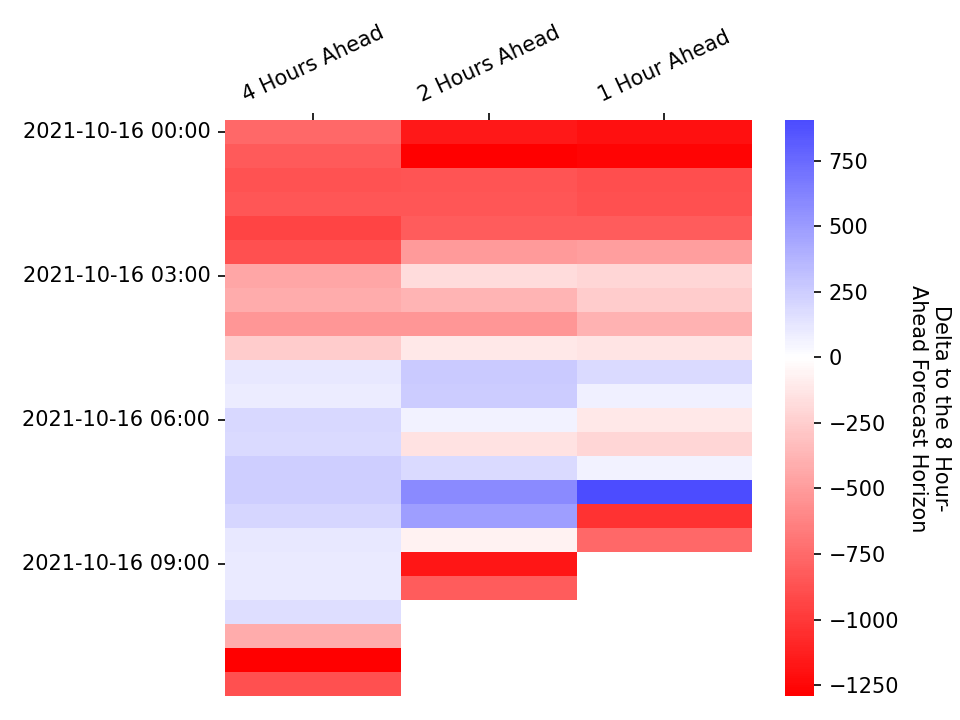 4 Hours Ahead
2 Hours Ahead
1 Hour Ahead
2021-10-16 00:00
2021-10-16 03:00
2021-10-16 06:00
2021-10-16 09:00
750
500
250
0
−250
−500
−750
−1000
−1250
Delta to the 8 Hour-
Ahead Forecast Horizon